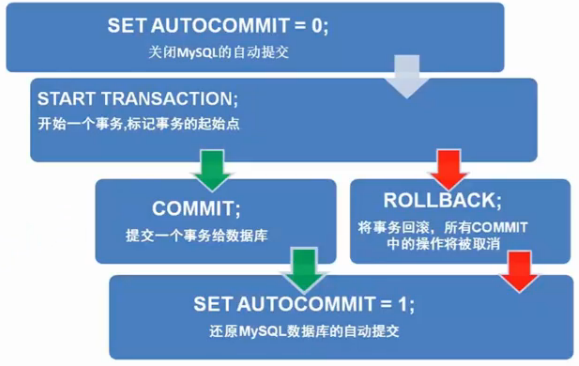 SET AUTOCOMMIT = 0;
关闭MySQL的自动提交
START TRANSACTION;
开始一个事务,标记事务的起始点
COMMIT;
提交一个事务给数据库
ROLLBACK;
将事务回滚，所有COMMIT
中的操作将被取消
SET AUTOCOMMIT = 1;
还原MySQL数据库的自动提交